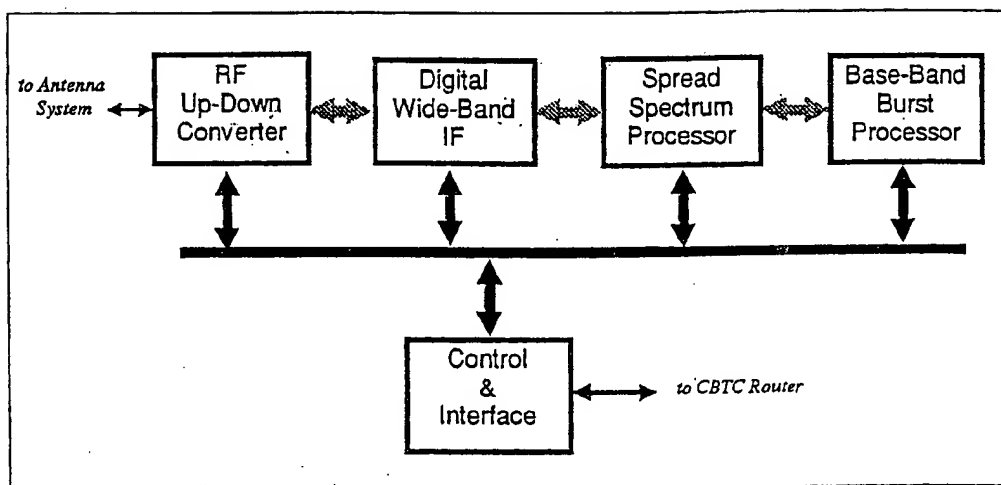 to Antenna
System
RF
Up-Down
Converter
Digital
Wide-Band
IF
Spread
Spectrum
Processor
Base-Band
Burst
Processor
Control
&
Interface
to CBTC Router